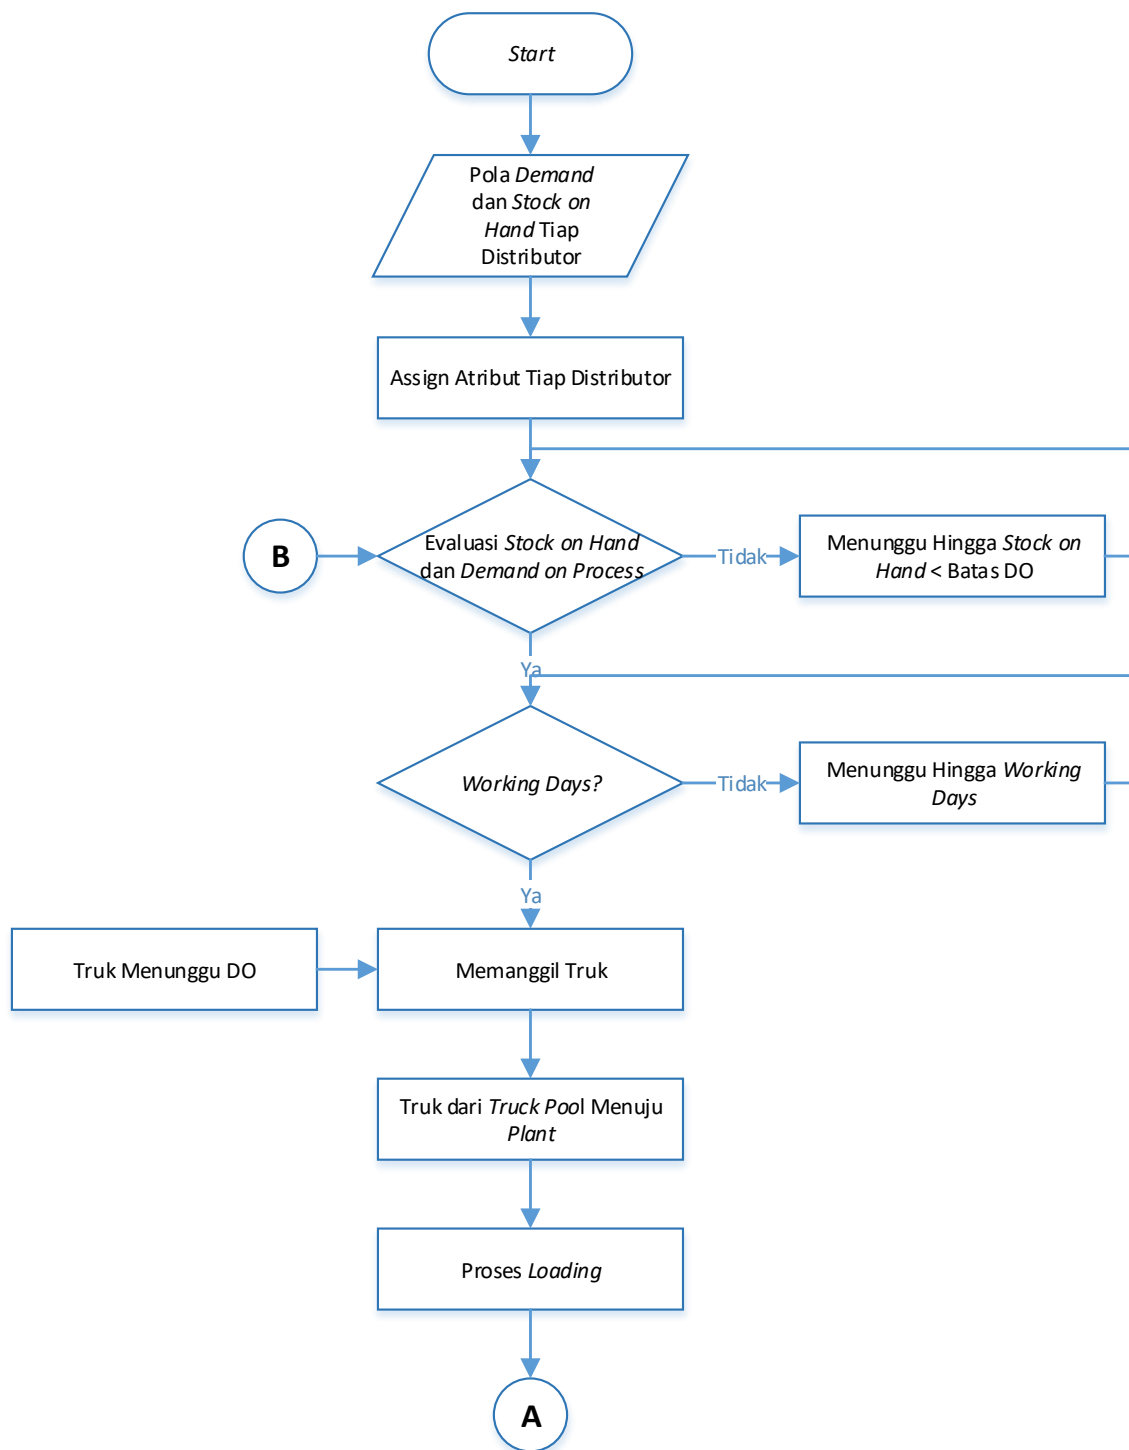 Start
Pola Demand
dan Stock on
Hand Tiap
Distributor
Assign Atribut Tiap Distributor
B
Evaluasi Stock on Hand
dan Demand on Process
Tidak
Menunggu Hingga Stock on
Hand < Batas DO
Ya
Working Days?
Tidak
Menunggu Hingga Working
Days
Ya
Truk Menunggu DO
Memanggil Truk
Truk dari Truck Pool Menuju
Plant
Proses Loading
A